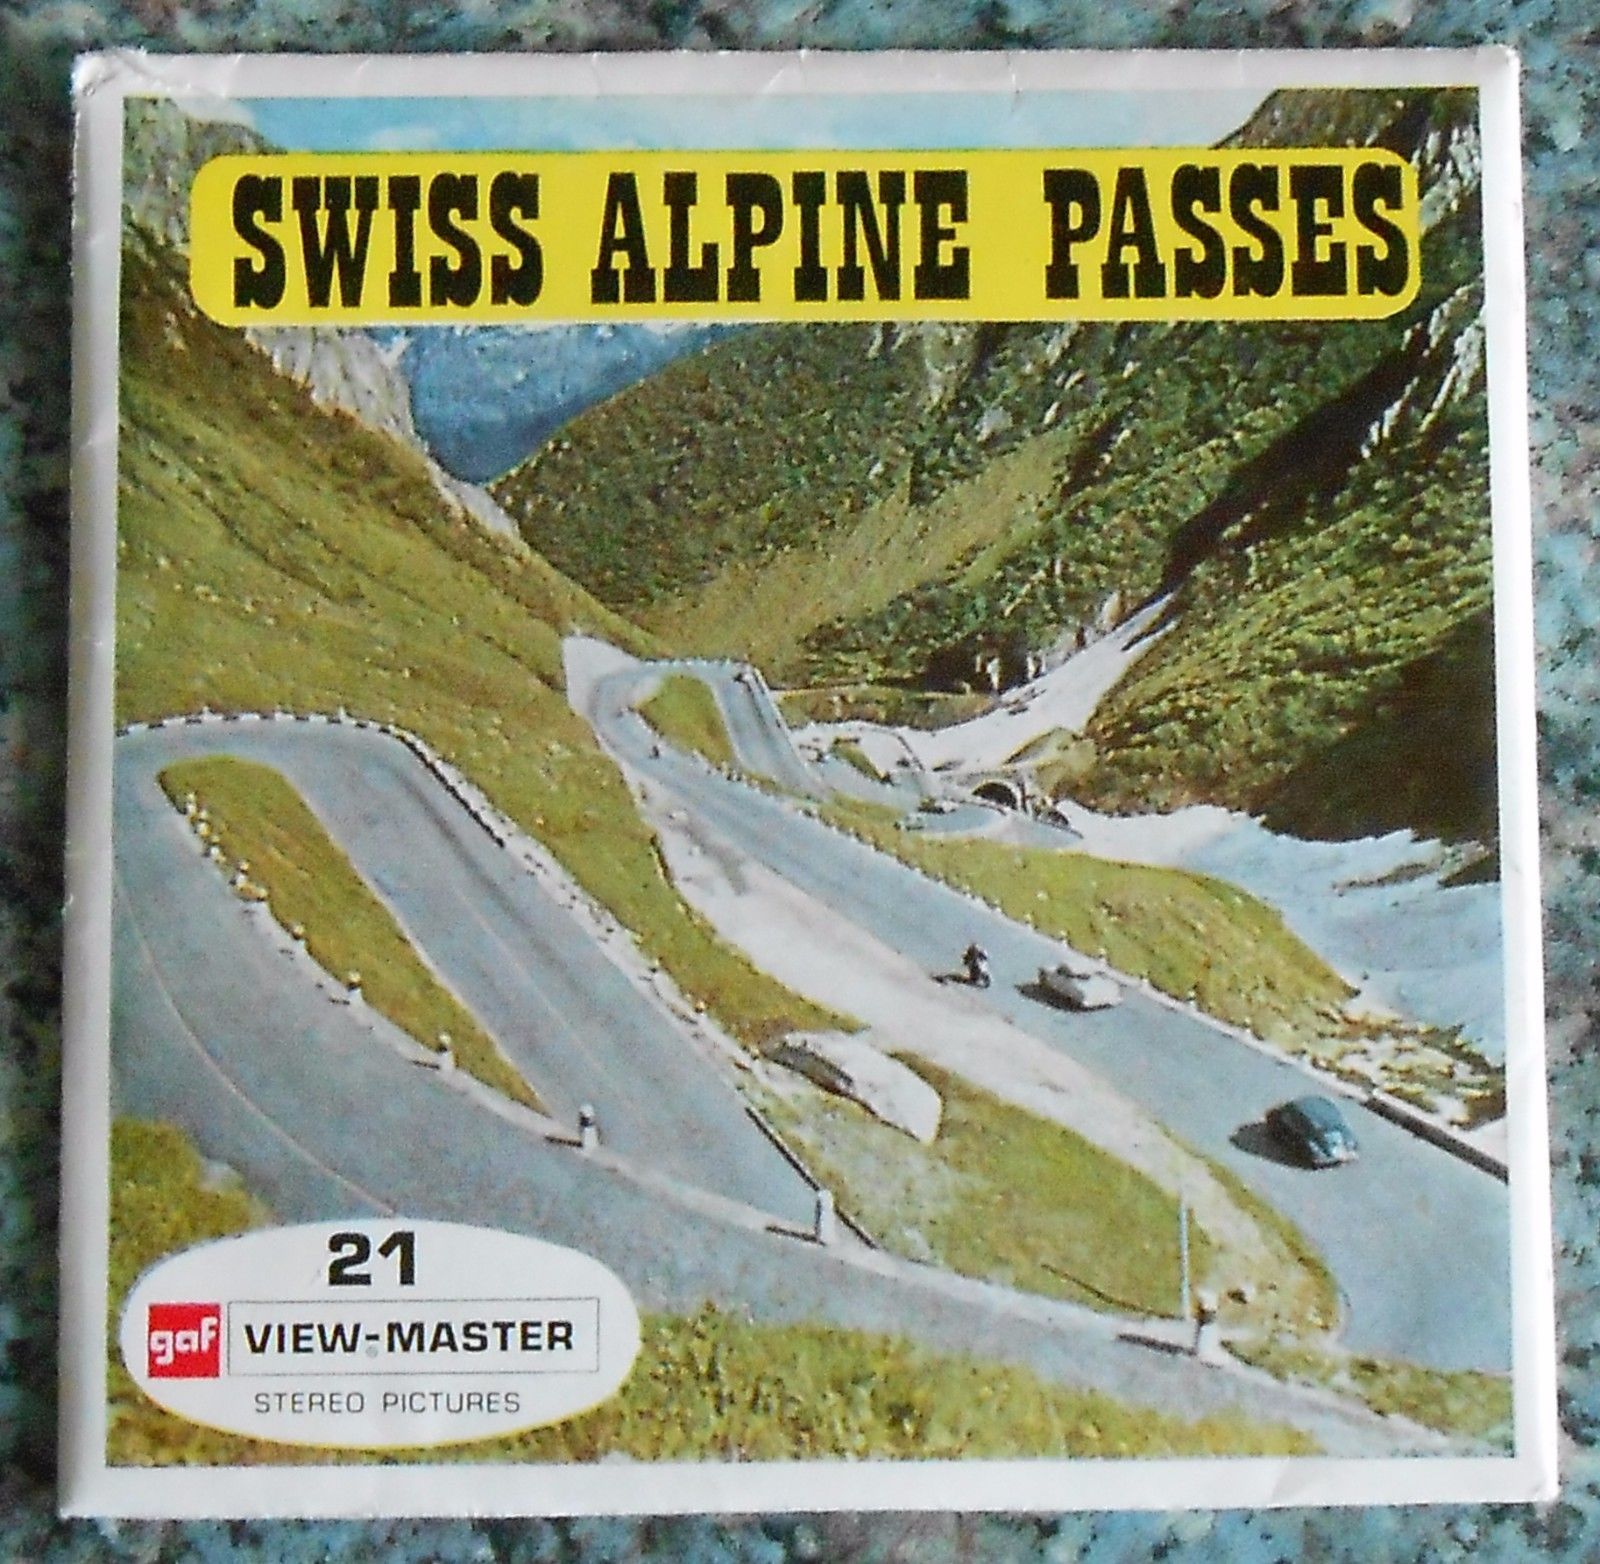 SWISS ALPINE PASSES
21
gaf VIEW-MASTER®
STEREO PICTURES